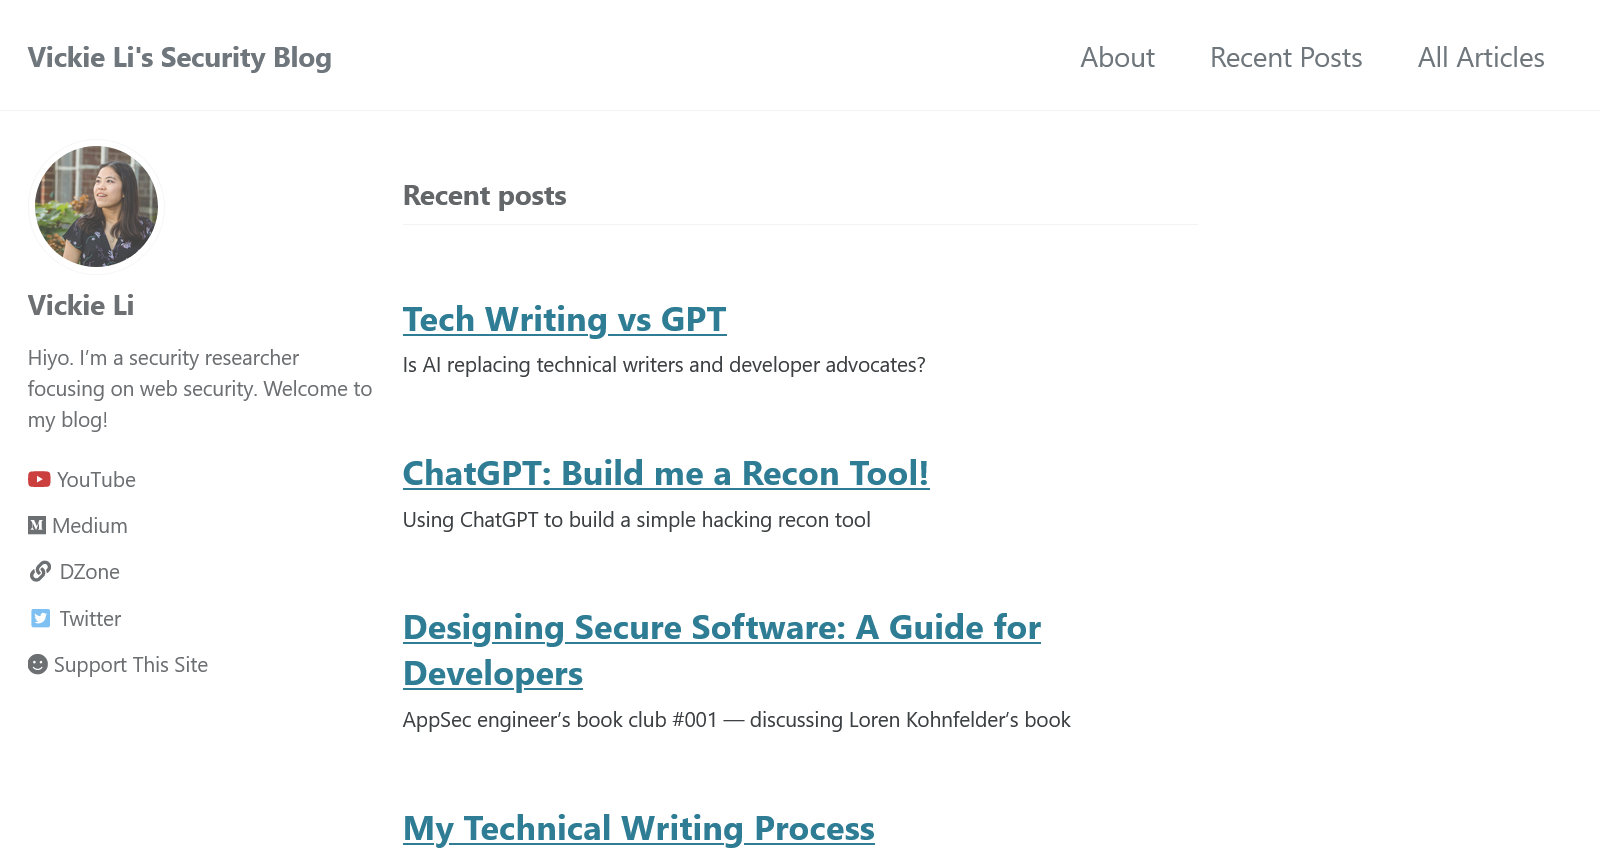 Vickie Li's Security Blog
About
Recent Posts
All Articles
Vickie Li
Hiyo. I’m a security researcher
focusing on web security. Welcome to
my blog!
YouTube
Medium
DZone
Twitter
Support This Site
Recent posts
Tech Writing vs GPT
Is AI replacing technical writers and developer advocates?
ChatGPT: Build me a Recon Tool!
Using ChatGPT to build a simple hacking recon tool
Designing Secure Software: A Guide for
Developers
AppSec engineer’s book club #001 — discussing Loren Kohnfelder’s book
My Technical Writing Process